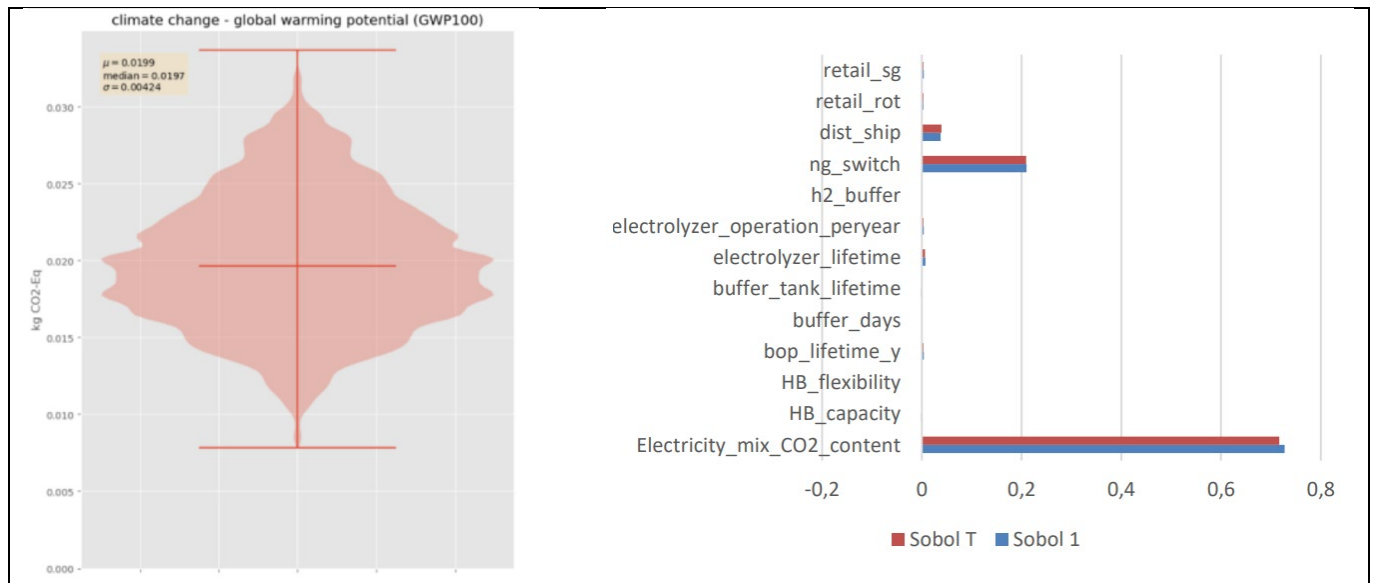 climate change - global warming potential (GWP100)
μ = 0.0199
median = 0.0197
σ = 0.00424
0.030
0.025
0.020
0.015
0.010
0.005
0.000
kg CO2-Eq
retail_sg
retail_rot
dist_ship
ng_switch
h2_buffer
electrolyzer_operation_peryear
electrolyzer_lifetime
buffer_tank_lifetime
buffer_days
bop_lifetime_y
HB_flexibility
HB_capacity
Electricity_mix_CO2_content
-0,2 0 0,2 0,4 0,6 0,8
Sobol T Sobol 1